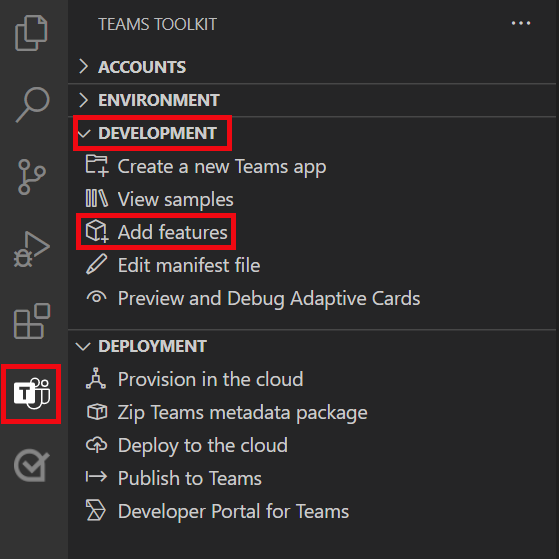 TEAMS TOOLKIT
ACCOUNTS
ENVIRONMENT
DEVELOPMENT
Create a new Teams app
View samples
Add features
Edit manifest file
Preview and Debug Adaptive Cards
DEPLOYMENT
Provision in the cloud
Zip Teams metadata package
Deploy to the cloud
Publish to Teams
Developer Portal for Teams